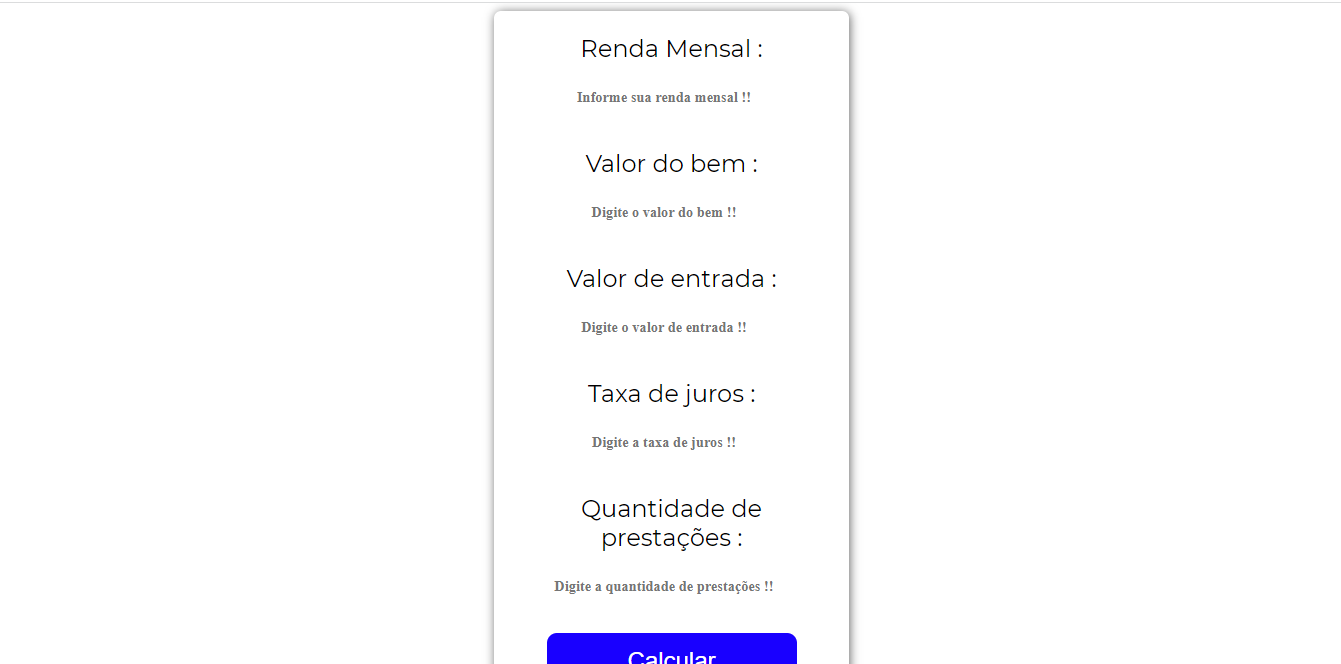 Renda Mensal :
Informe sua renda mensal !!
Valor do bem :
Digite o valor do bem !!
Valor de entrada :
Digite o valor de entrada !!
Taxa de juros :
Digite a taxa de juros !!
Quantidade de
prestações :
Digite a quantidade de prestações !!
Calcular